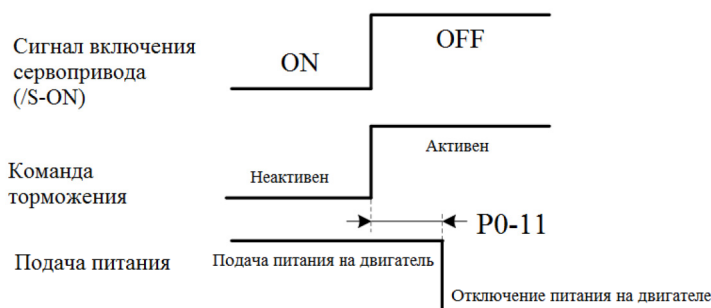 Сигнал включения
сервопривода
(/S-ON)
ON
OFF
Команда
торможения
Неактивен
Активен
P0-11
Подача питания
Подача питания на двигатель
Отключение питания на двигателе